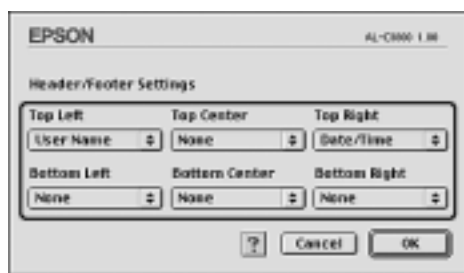 EPSON AL-C8000 1.00
Header/Footer Settings
Top Left Top Center Top Right
User Name None Date/Time
Bottom Left Bottom Center Bottom Right
None None None
? Cancel OK